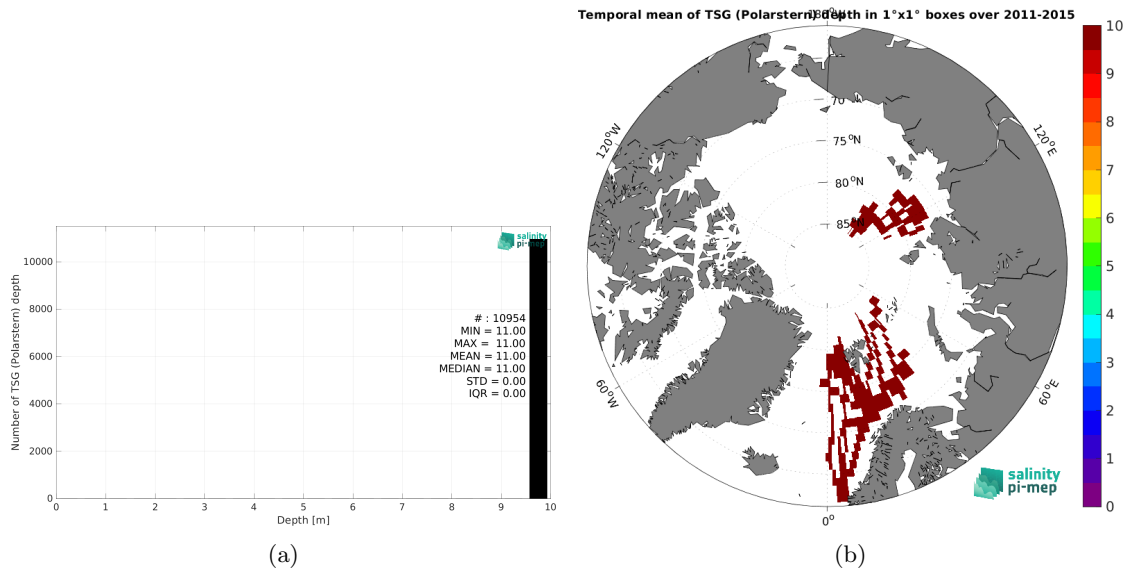 salinity
pi-mep
Number of TSG (Polarstern) depth
10000
8000
6000
4000
2000
0
# : 10954
MIN = 11.00
MAX = 11.00
MEAN = 11.00
MEDIAN = 11.00
STD = 0.00
IQR = 0.00
0 1 2 3 4 5 6 7 8 9 10
Depth [m]
(a)
Temporal mean of TSG (Polarstern) depth in 1°x1° boxes over 2011-2015
180°W
120°W
120°E
60°W
60°E
0°
70°N
75°N
80°N
85°N
10
9
8
7
6
5
4
3
2
1
0
salinity
pi-mep
(b)